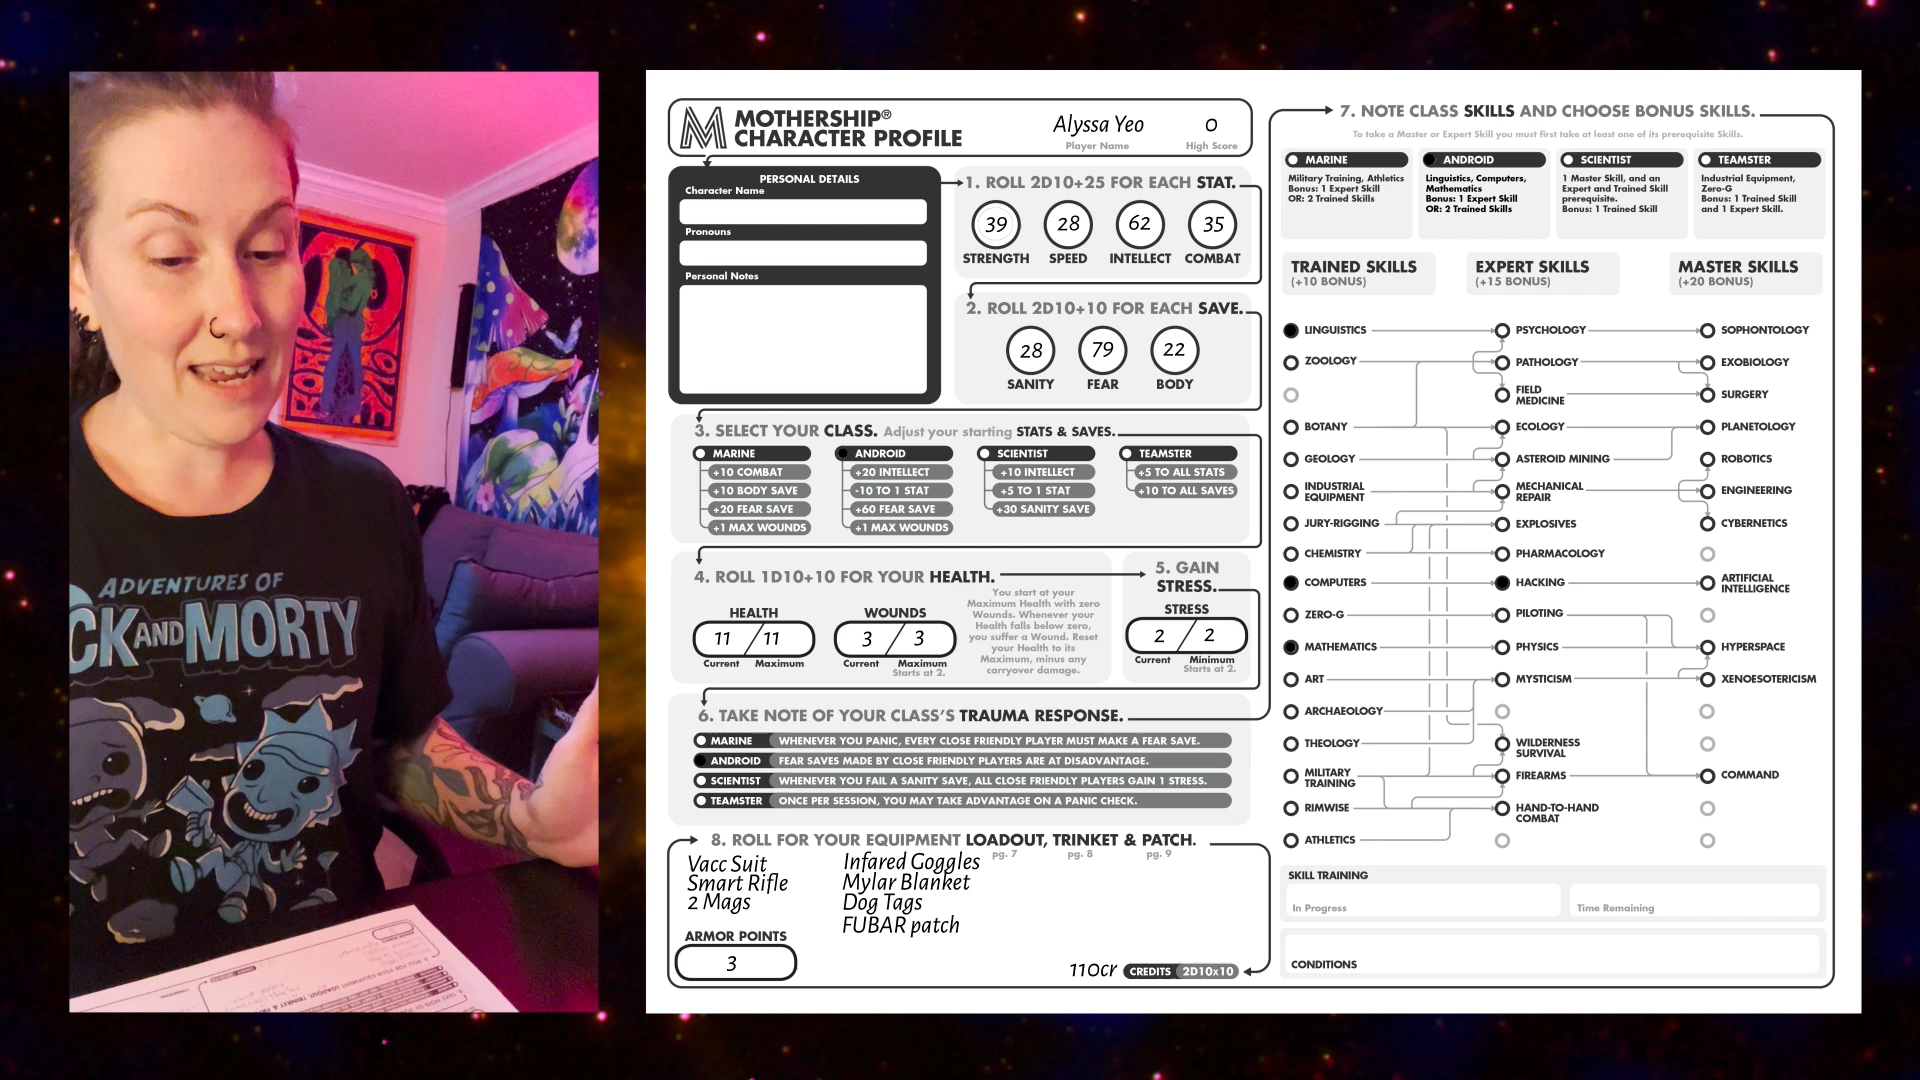 BORN
ADVENTURES OF
CK AND MORTY
MOTHERSHIP®
CHARACTER PROFILE
Alyssa Yeo
Player Name
0
High Score
PERSONAL DETAILS
Character Name
Pronouns
Personal Notes
1. ROLL 2D10+25 FOR EACH STAT.
39 28 62 35
STRENGTH SPEED INTELLECT COMBAT
2. ROLL 2D10+10 FOR EACH SAVE.
28 79 22
SANITY FEAR BODY
3. SELECT YOUR CLASS. Adjust your starting STATS & SAVES.
MARINE
+10 COMBAT
+10 BODY SAVE
+20 FEAR SAVE
+1 MAX WOUNDS
ANDROID
+20 INTELLECT
-10 TO 1 STAT
+60 FEAR SAVE
+1 MAX WOUNDS
SCIENTIST
+10 INTELLECT
+5 TO 1 STAT
+30 SANITY SAVE
TEAMSTER
+5 TO ALL STATS
+10 TO ALL SAVES
4. ROLL 1D10+10 FOR YOUR HEALTH.
HEALTH
11 / 11
Current Maximum
WOUNDS
3 / 3
Current Maximum
Starts at 2.
You start at your
Maximum Health with zero
Wounds. Whenever your
Health falls below zero,
you suffer a Wound. Reset
your Health to its
Maximum, minus any
carryover damage.
5. GAIN
STRESS.
STRESS
2 / 2
Current Minimum
Starts at 2.
6. TAKE NOTE OF YOUR CLASS'S TRAUMA RESPONSE.
MARINE WHENEVER YOU PANIC, EVERY CLOSE FRIENDLY PLAYER MUST MAKE A FEAR SAVE.
ANDROID FEAR SAVES MADE BY CLOSE FRIENDLY PLAYERS ARE AT DISADVANTAGE.
SCIENTIST WHENEVER YOU FAIL A SANITY SAVE, ALL CLOSE FRIENDLY PLAYERS GAIN 1 STRESS.
TEAMSTER ONCE PER SESSION, YOU MAY TAKE ADVANTAGE ON A PANIC CHECK.
7. NOTE CLASS SKILLS AND CHOOSE BONUS SKILLS.
To take a Master or Expert Skill you must first take at least one of its prerequisite Skills.
MARINE
Military Training, Athletics
Bonus: 1 Expert Skill
OR: 2 Trained Skills
ANDROID
Linguistics, Computers,
Mathematics
Bonus: 1 Expert Skill
OR: 2 Trained Skills
SCIENTIST
1 Master Skill, and an
Expert and Trained Skill
prerequisite.
Bonus: 1 Trained Skill
TEAMSTER
Industrial Equipment,
Zero-G
Bonus: 1 Trained Skill
and 1 Expert Skill.
TRAINED SKILLS
(+10 BONUS)
LINGUISTICS
ZOOLOGY
BOTANY
GEOLOGY
INDUSTRIAL
EQUIPMENT
JURY-RIGGING
CHEMISTRY
COMPUTERS
ZERO-G
MATHEMATICS
ART
ARCHAEOLOGY
THEOLOGY
MILITARY
TRAINING
RIMWISE
ATHLETICS
EXPERT SKILLS
(+15 BONUS)
PSYCHOLOGY
PATHOLOGY
FIELD
MEDICINE
ECOLOGY
ASTEROID MINING
MECHANICAL
REPAIR
EXPLOSIVES
PHARMACOLOGY
HACKING
PILOTING
PHYSICS
MYSTICISM
WILDERNESS
SURVIVAL
FIREARMS
HAND-TO-HAND
COMBAT
MASTER SKILLS
(+20 BONUS)
SOPHONTOLOGY
EXOBIOLOGY
SURGERY
PLANETOLOGY
ROBOTICS
ENGINEERING
CYBERNETICS
ARTIFICIAL
INTELLIGENCE
HYPERSPACE
XENOESOTERICISM
COMMAND
SKILL TRAINING
In Progress
Time Remaining
CONDITIONS
8. ROLL FOR YOUR EQUIPMENT LOADOUT, TRINKET & PATCH.
pg. 7 pg. 8 pg. 9
Vacc Suit
Smart Rifle
2 Mags
Infared Goggles
Mylar Blanket
Dog Tags
FUBAR patch
ARMOR POINTS
3
110cr CREDITS 2D10x10